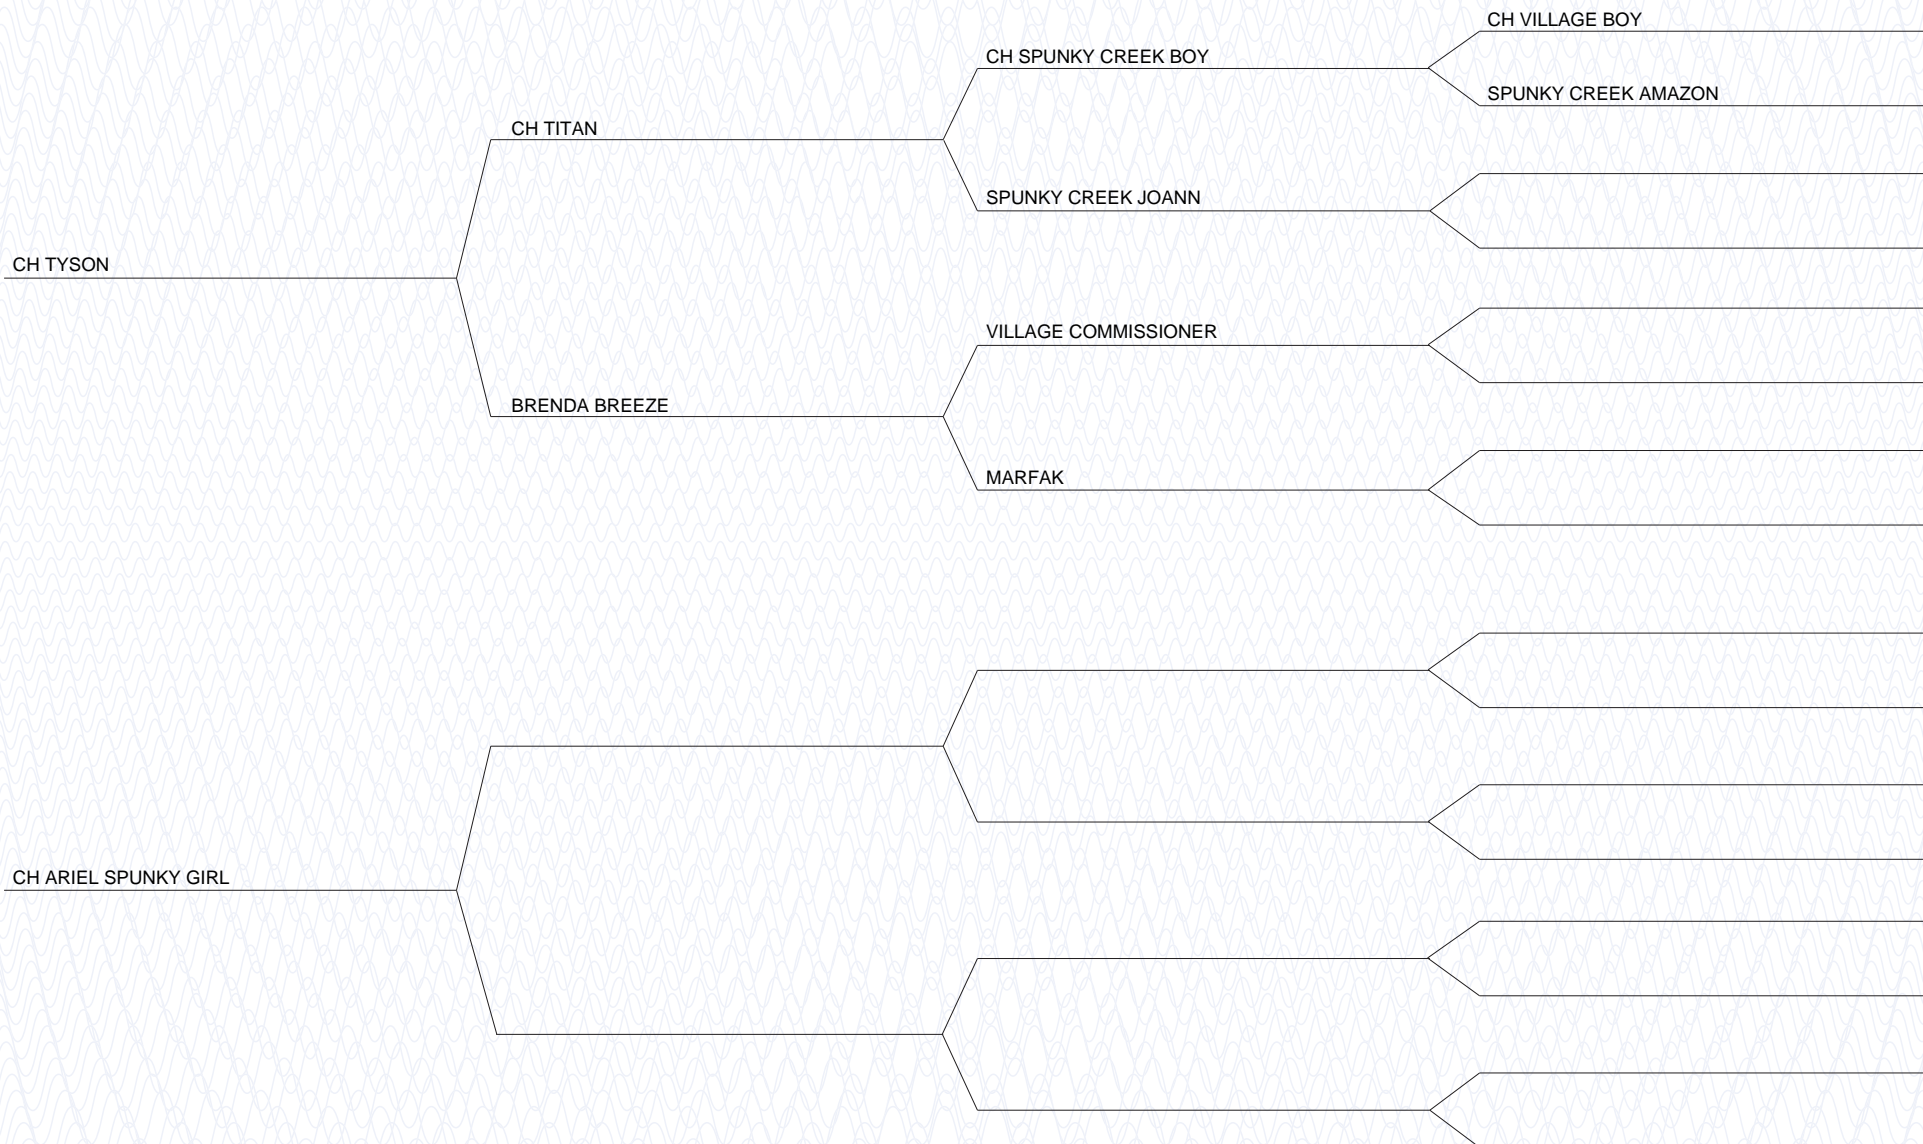 CH VILLAGE BOY
CH SPUNKY CREEK BOY
SPUNKY CREEK AMAZON
CH TITAN
SPUNKY CREEK JOANN
CH TYSON
VILLAGE COMMISSIONER
BRENDA BREEZE
MARFAK
CH ARIEL SPUNKY GIRL